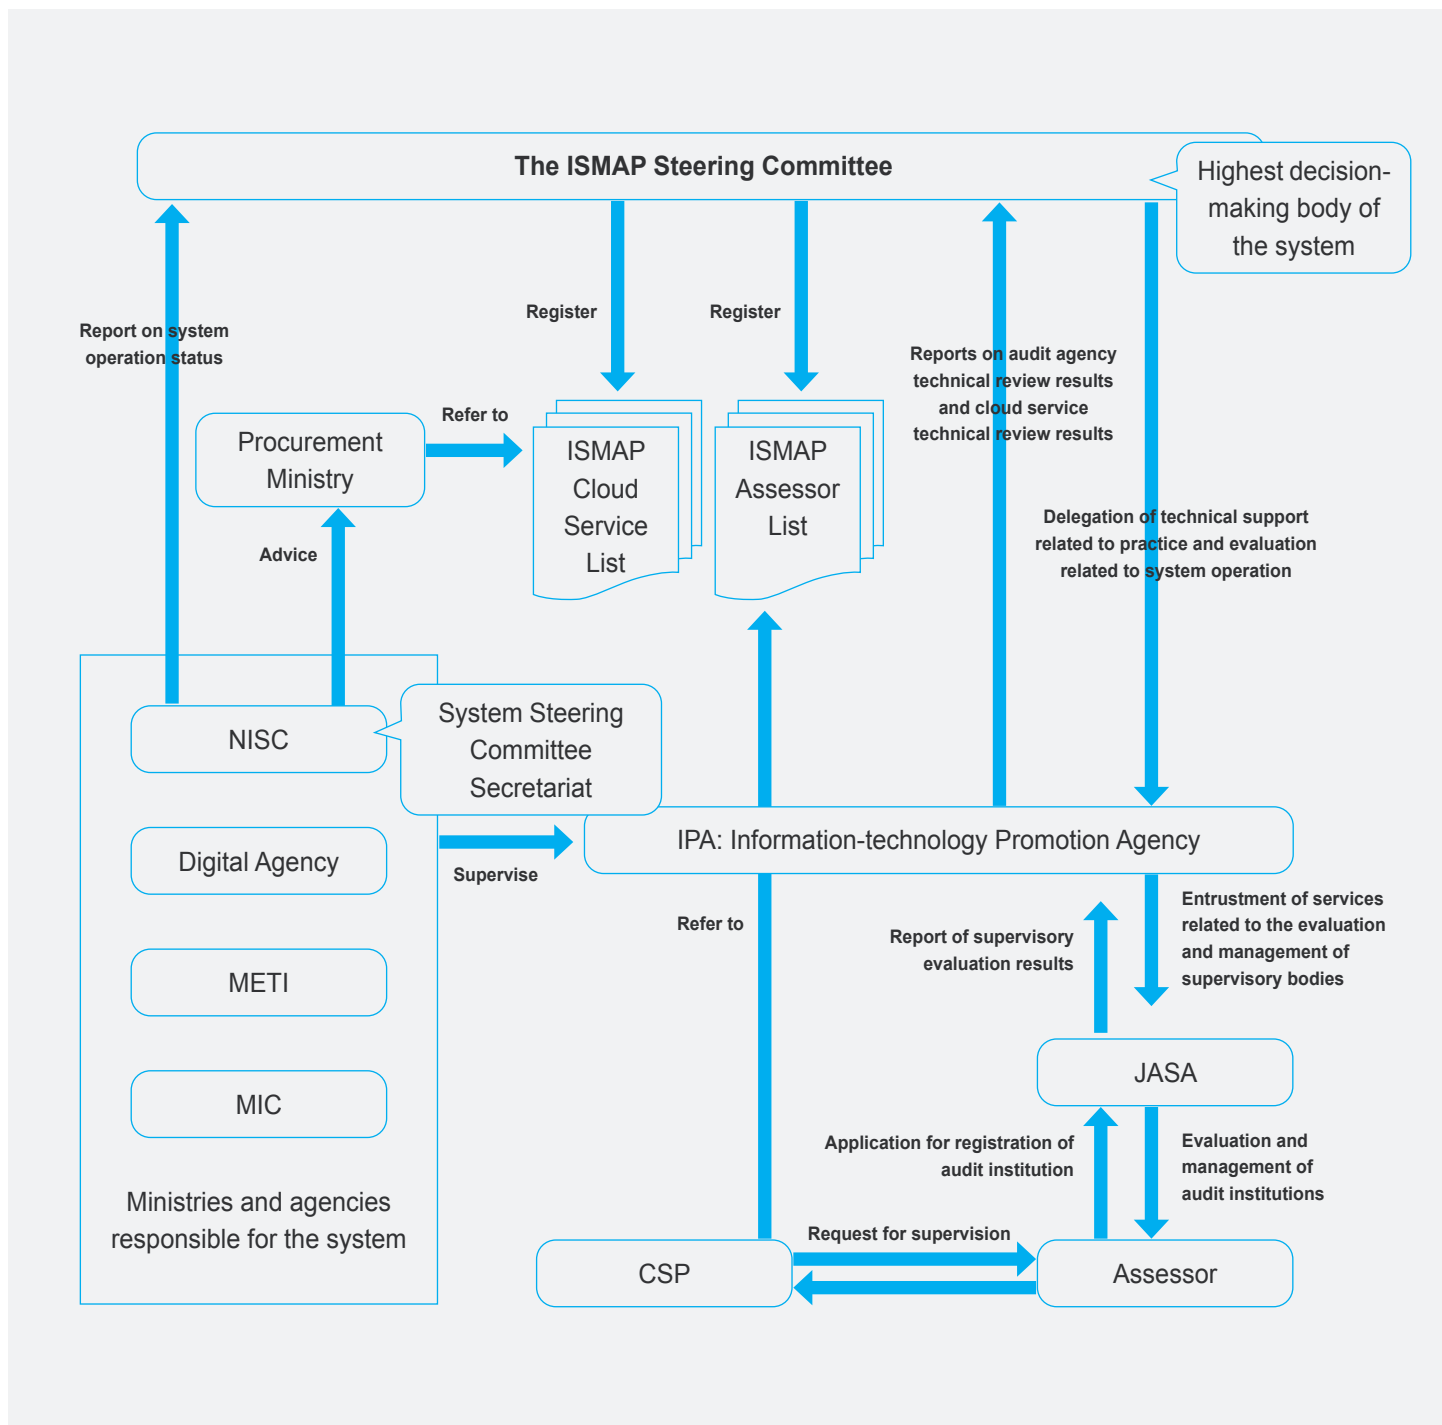 The ISMAP Steering Committee
Highest decision-
making body of
the system
Report on system
operation status
Register
Register
Reports on audit agency
technical review results
and cloud service
technical review results
Refer to
Procurement
Ministry
ISMAP
Cloud
Service
List
ISMAP
Assessor
List
Advice
Delegation of technical support
related to practice and evaluation
related to system operation
NISC
System Steering
Committee
Secretariat
Digital Agency
Supervise
IPA: Information-technology Promotion Agency
METI
Refer to
Report of supervisory
evaluation results
Entrustment of services
related to the evaluation
and management of
supervisory bodies
JASA
MIC
Application for registration of
audit institution
Evaluation and
management of
audit institutions
Ministries and agencies
responsible for the system
Request for supervision
CSP
Assessor